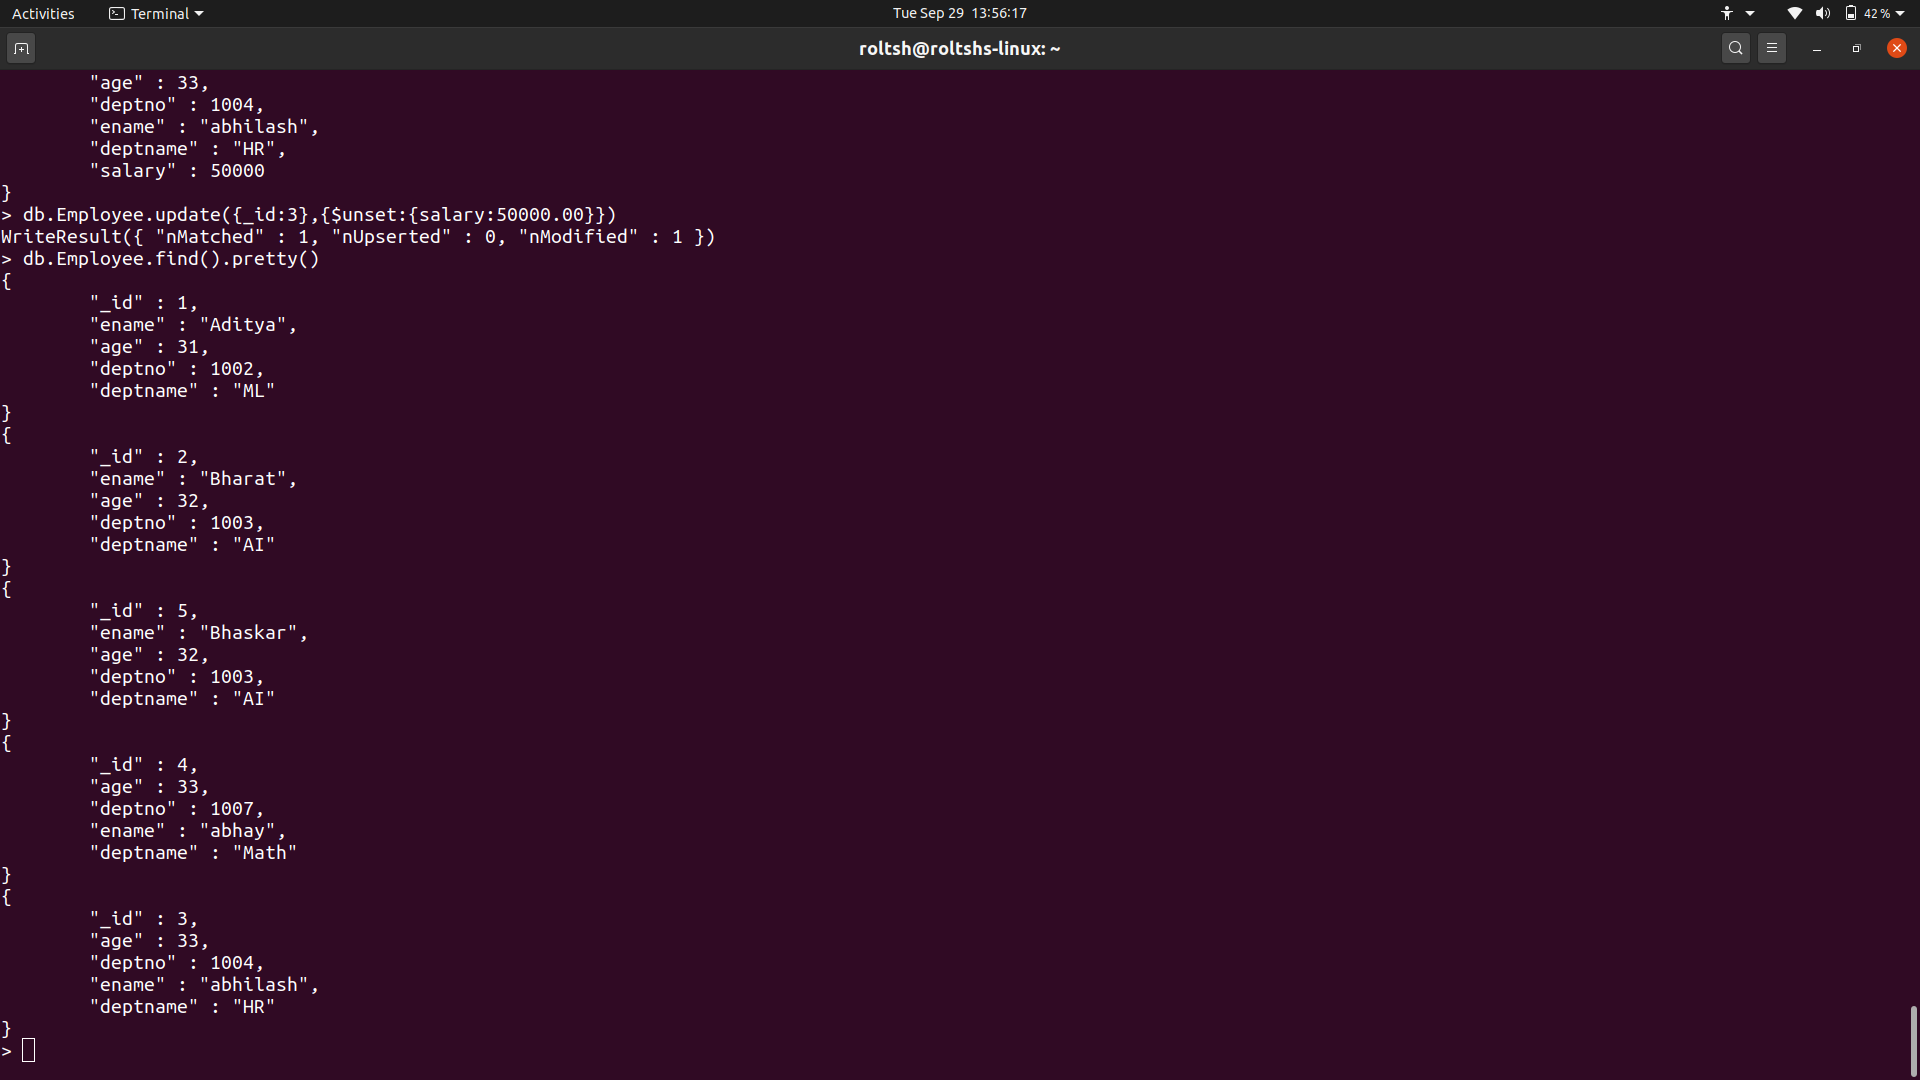 Activities Terminal Tue Sep 29 13:56:17 42 %
roltsh@roltshs-linux: ~
"age" : 33,
"deptno" : 1004,
"ename" : "abhilash",
"deptname" : "HR",
"salary" : 50000
}
> db.Employee.update({_id:3},{$unset:{salary:50000.00}})
WriteResult({ "nMatched" : 1, "nUpserted" : 0, "nModified" : 1 })
> db.Employee.find().pretty()
{
"_id" : 1,
"ename" : "Aditya",
"age" : 31,
"deptno" : 1002,
"deptname" : "ML"
}
{
"_id" : 2,
"ename" : "Bharat",
"age" : 32,
"deptno" : 1003,
"deptname" : "AI"
}
{
"_id" : 5,
"ename" : "Bhaskar",
"age" : 32,
"deptno" : 1003,
"deptname" : "AI"
}
{
"_id" : 4,
"age" : 33,
"deptno" : 1007,
"ename" : "abhay",
"deptname" : "Math"
}
{
"_id" : 3,
"age" : 33,
"deptno" : 1004,
"ename" : "abhilash",
"deptname" : "HR"
}
>